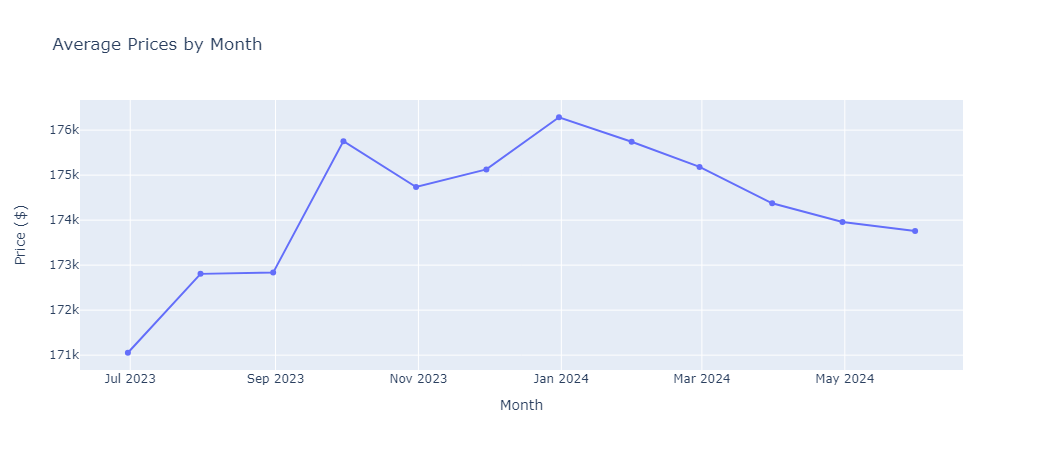 Average Prices by Month
Price ($)
176k
175k
174k
173k
172k
171k
Jul 2023 Sep 2023 Nov 2023 Jan 2024 Mar 2024 May 2024
Month